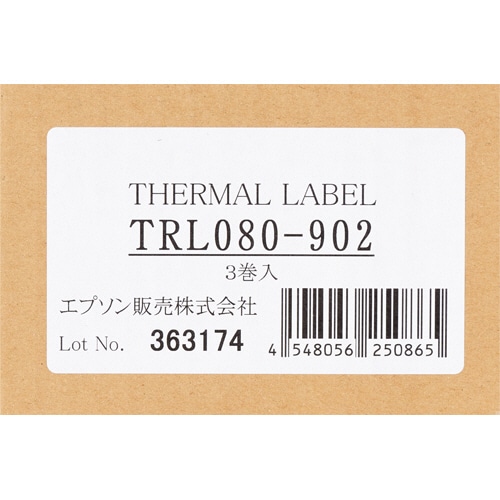 THERMAL LABEL
TRL080-902
3巻入
エプソン販売株式会社
Lot No. 363174
4 548056 250865